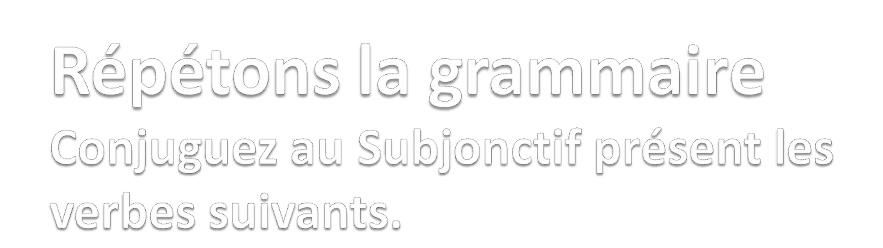 Répétons la grammaire
Conjuguez au Subjonctif présent les
verbes suivants.